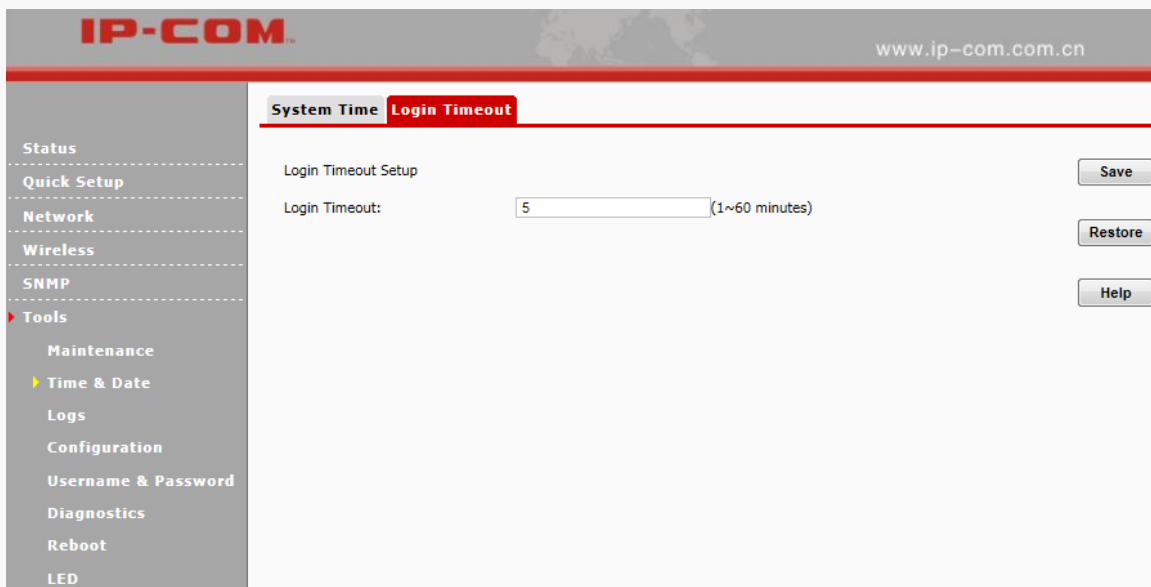 IP-COM™
www.ip-com.com.cn
System Time Login Timeout
Status
Quick Setup
Network
Wireless
SNMP
Tools
Maintenance
Time & Date
Logs
Configuration
Username & Password
Diagnostics
Reboot
LED
Login Timeout Setup
Login Timeout: 5 (1~60 minutes)
Save
Restore
Help